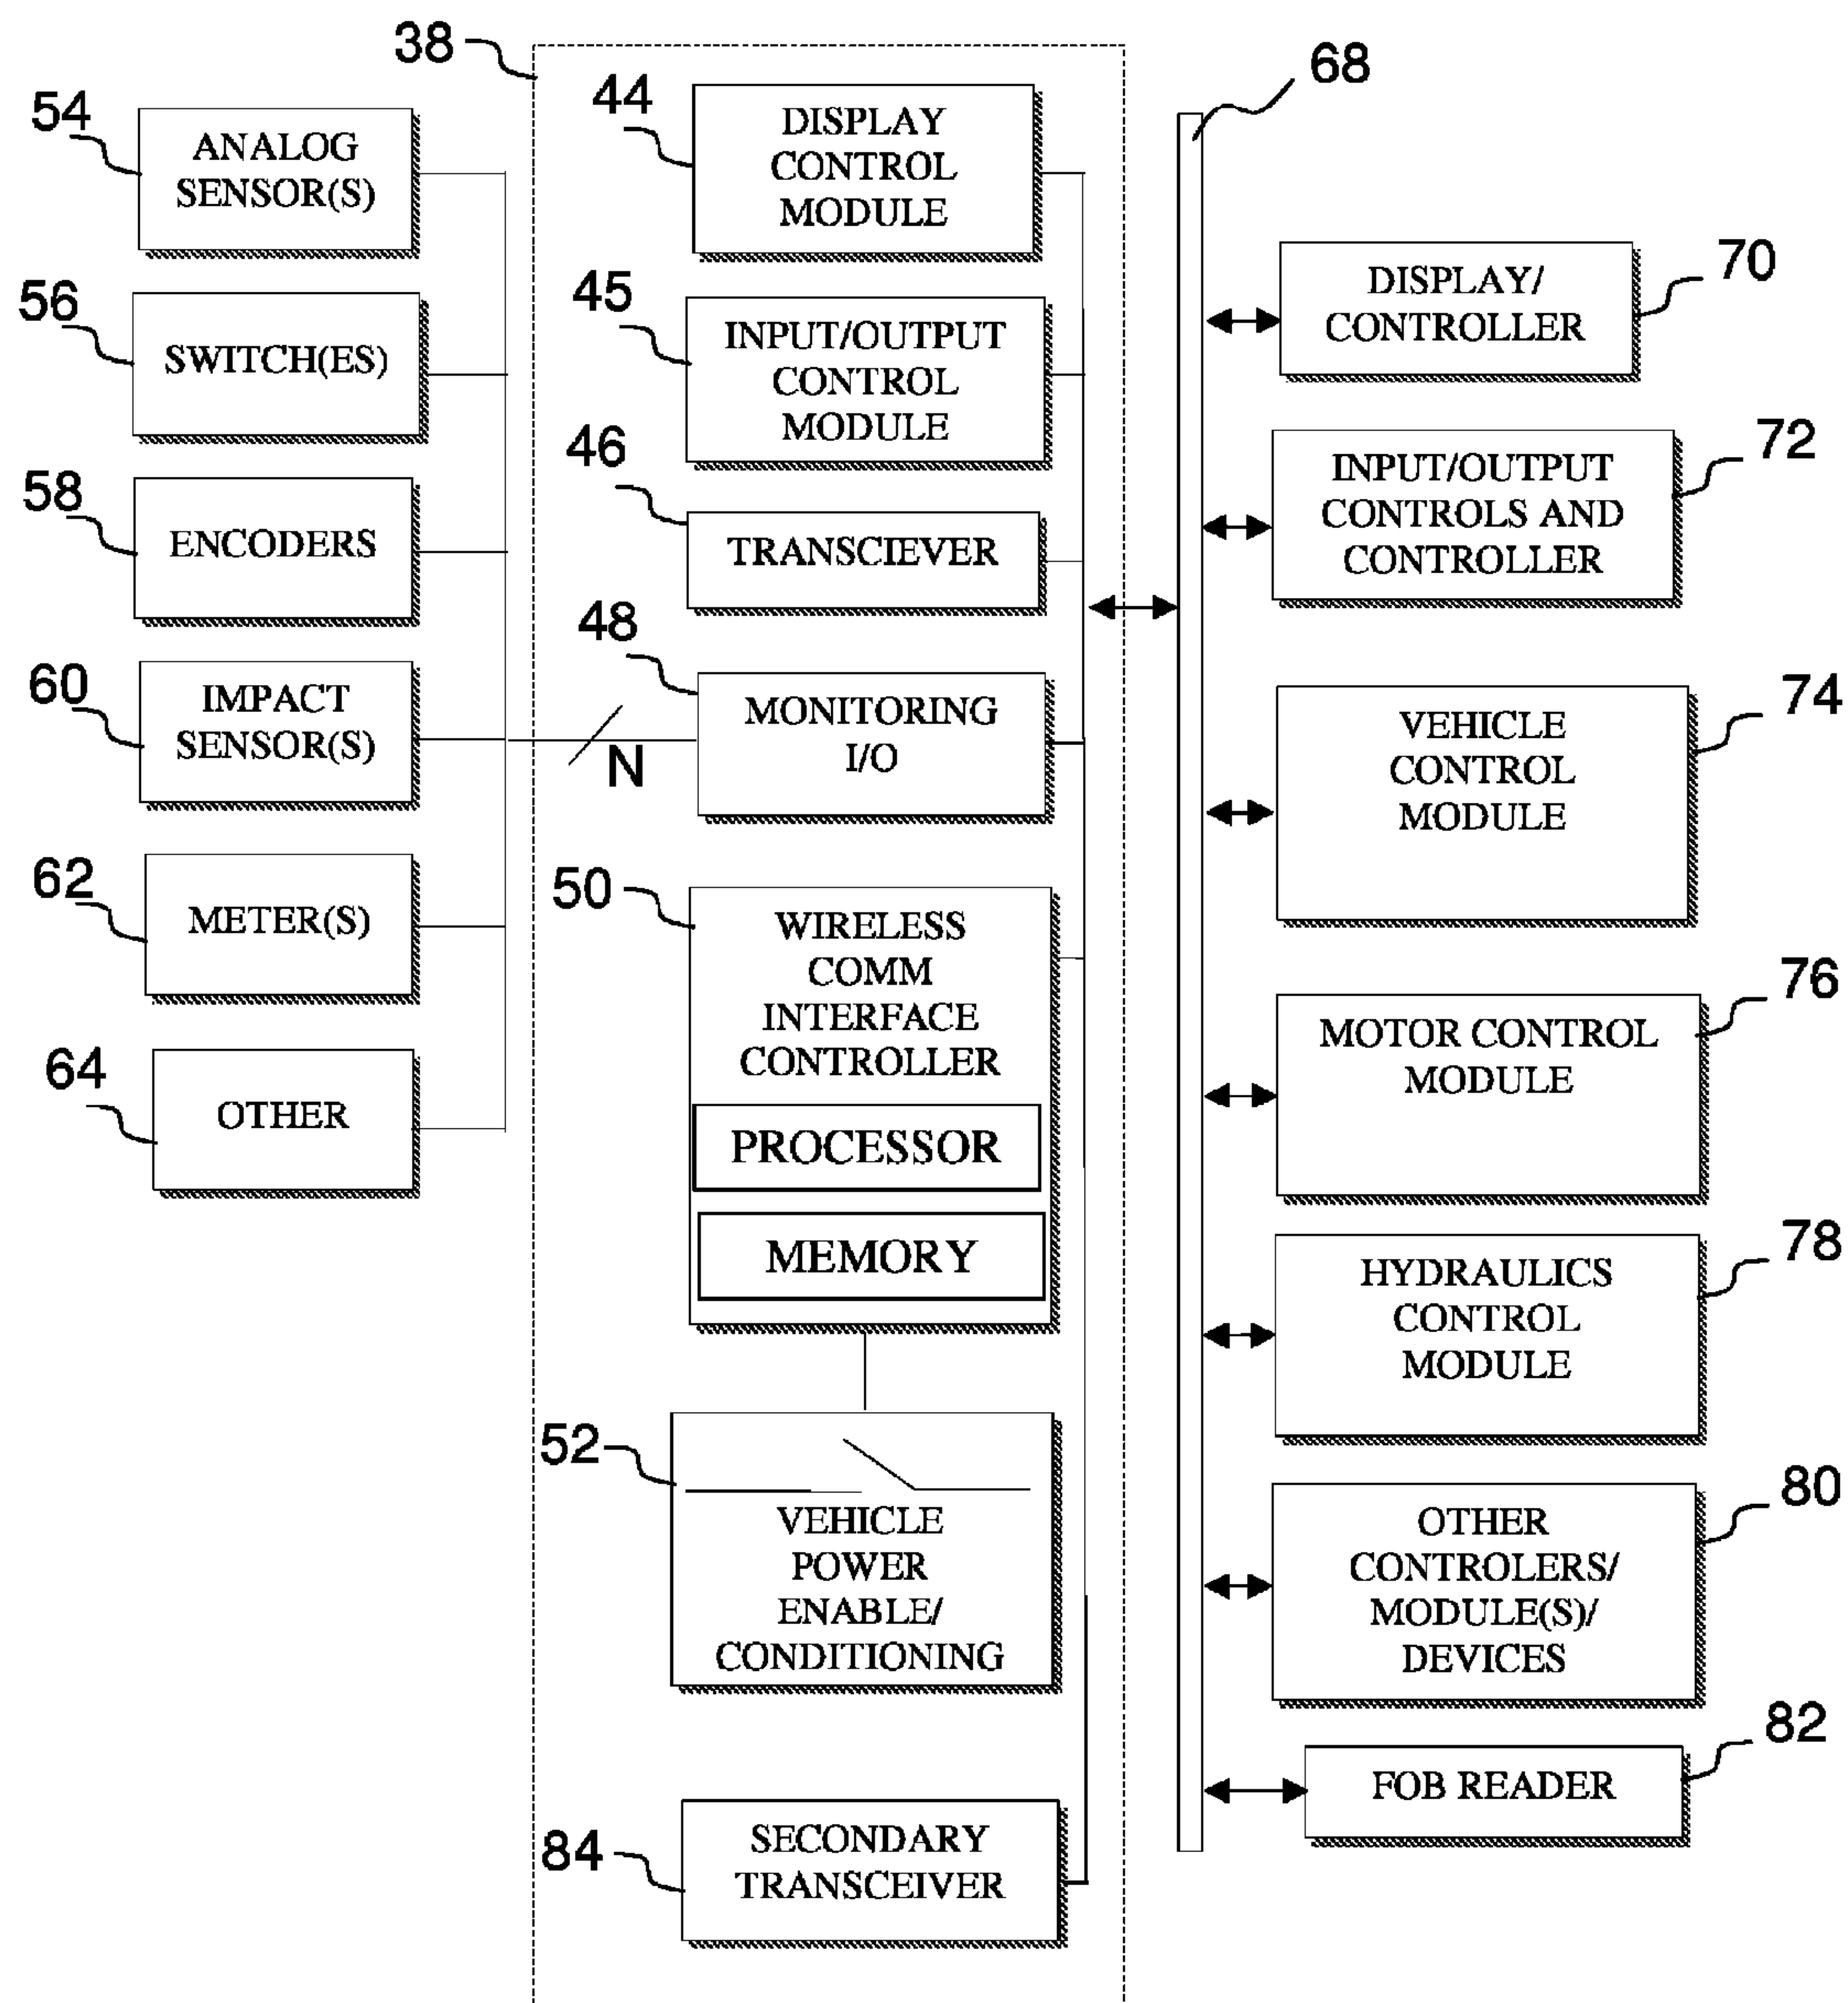 38
54
ANALOG
SENSOR(S)
56
SWITCH(ES)
58
ENCODERS
60
IMPACT
SENSOR(S)
62
METER(S)
64
OTHER
44
DISPLAY
CONTROL
MODULE
45
INPUT/OUTPUT
CONTROL
MODULE
46
TRANSCIEVER
48
MONITORING
I/O
N
50
WIRELESS
COMM
INTERFACE
CONTROLLER
PROCESSOR
MEMORY
52
VEHICLE
POWER
ENABLE/
CONDITIONING
84
SECONDARY
TRANSCEIVER
68
DISPLAY/
CONTROLLER
70
INPUT/OUTPUT
CONTROLS AND
CONTROLLER
72
VEHICLE
CONTROL
MODULE
74
MOTOR CONTROL
MODULE
76
HYDRAULICS
CONTROL
MODULE
78
OTHER
CONTROLERS/
MODULE(S)/
DEVICES
80
FOB READER
82